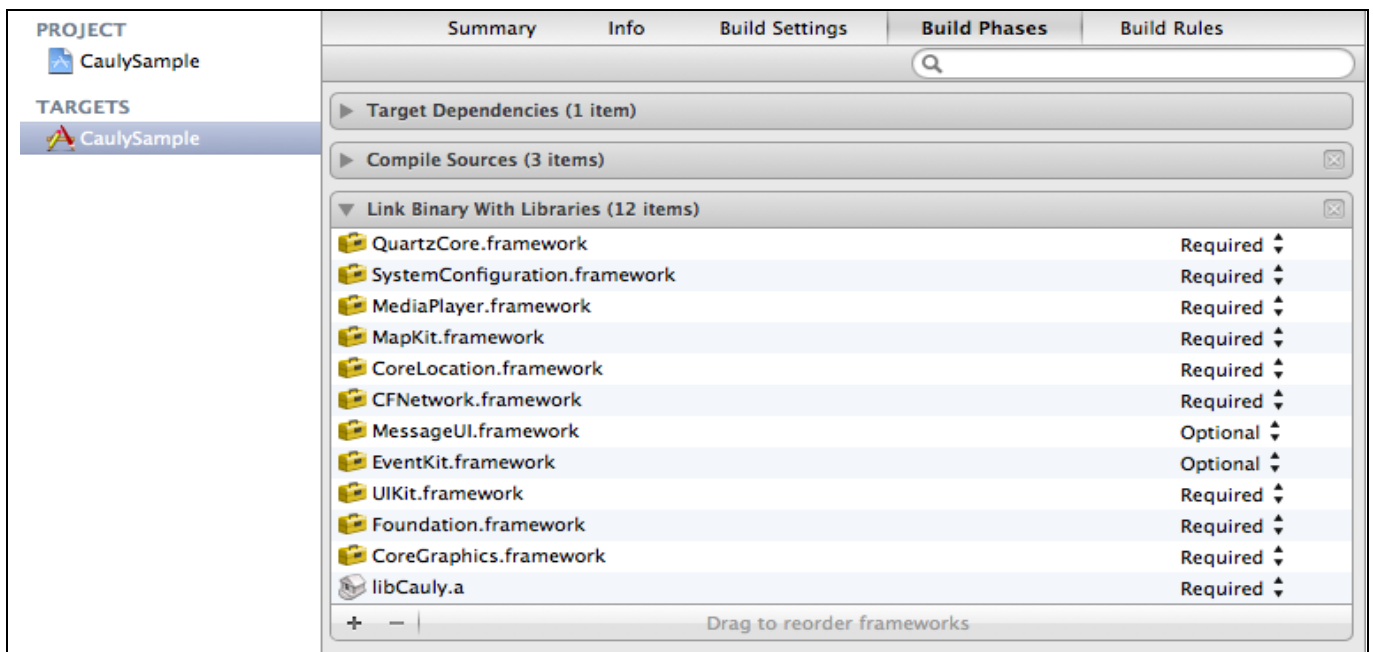 PROJECT
CaulySample
TARGETS
CaulySample
Summary Info Build Settings Build Phases Build Rules
Target Dependencies (1 item)
Compile Sources (3 items)
Link Binary With Libraries (12 items)
QuartzCore.framework Required
SystemConfiguration.framework Required
MediaPlayer.framework Required
MapKit.framework Required
CoreLocation.framework Required
CFNetwork.framework Required
MessageUI.framework Optional
EventKit.framework Optional
UIKit.framework Required
Foundation.framework Required
CoreGraphics.framework Required
libCauly.a Required
+ − Drag to reorder frameworks